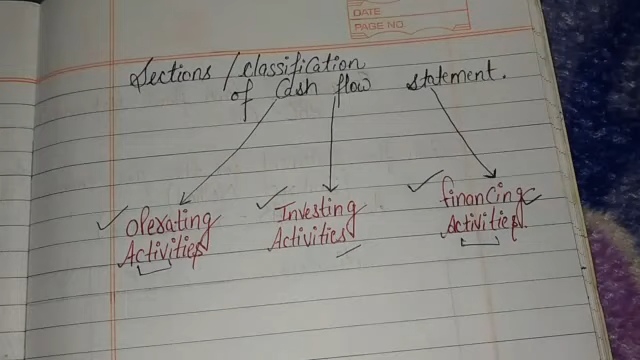 DATE
PAGE NO.
Sections / Classification
of Cash flow statement.
Operating
Activities
Investing
Activities
financing
Activities.